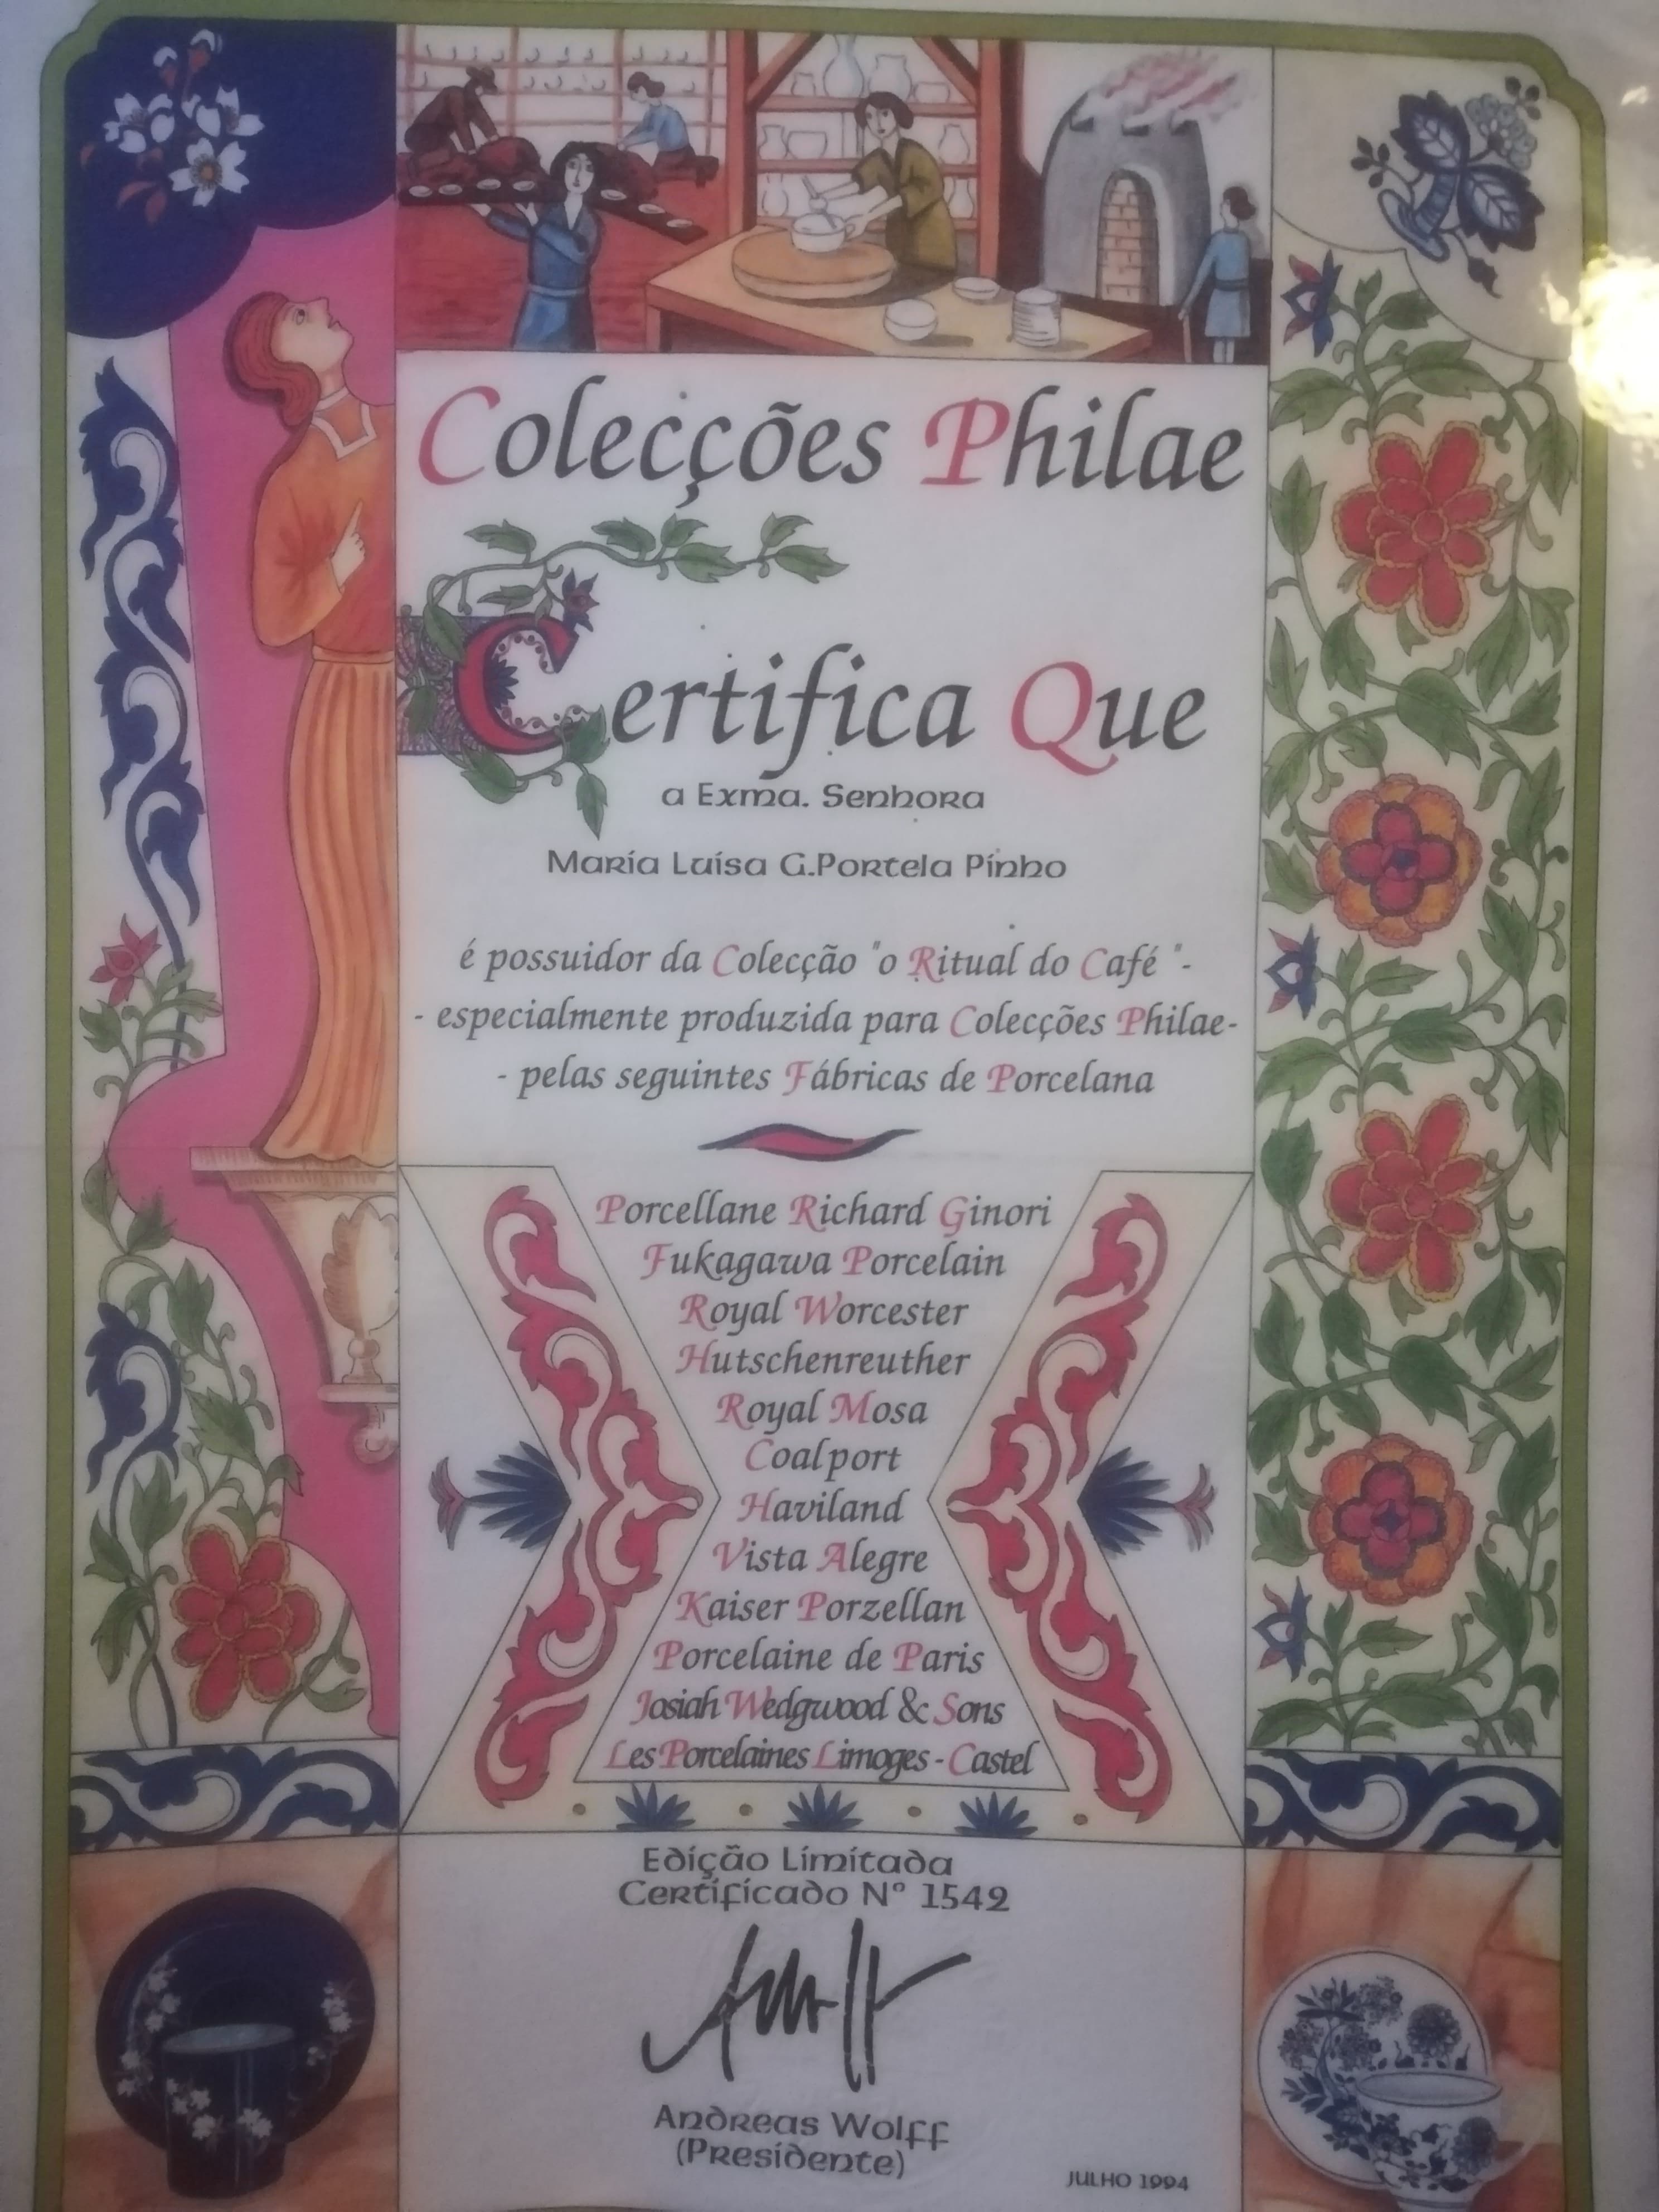 Colecções Philae
Certifica Que
a Exma. Senhora
Maria Luísa G.Portela Pinho
é possuidor da Colecção "o Ritual do Café "-
- especialmente produzida para Colecções Philae-
- pelas seguintes Fábricas de Porcelana
Porcellane Richard Ginori
Fukagawa Porcelain
Royal Worcester
Hutschenreuther
Royal Mosa
Coalport
Haviland
Vista Alegre
Kaiser Porzellan
Porcelaine de Paris
Josiah Wedgwood & Sons
Les Porcelaines Limoges - Castel
Edição Limitada
Certificado Nº 1542
Andreas Wolff
(Presidente)
JULHO 1994